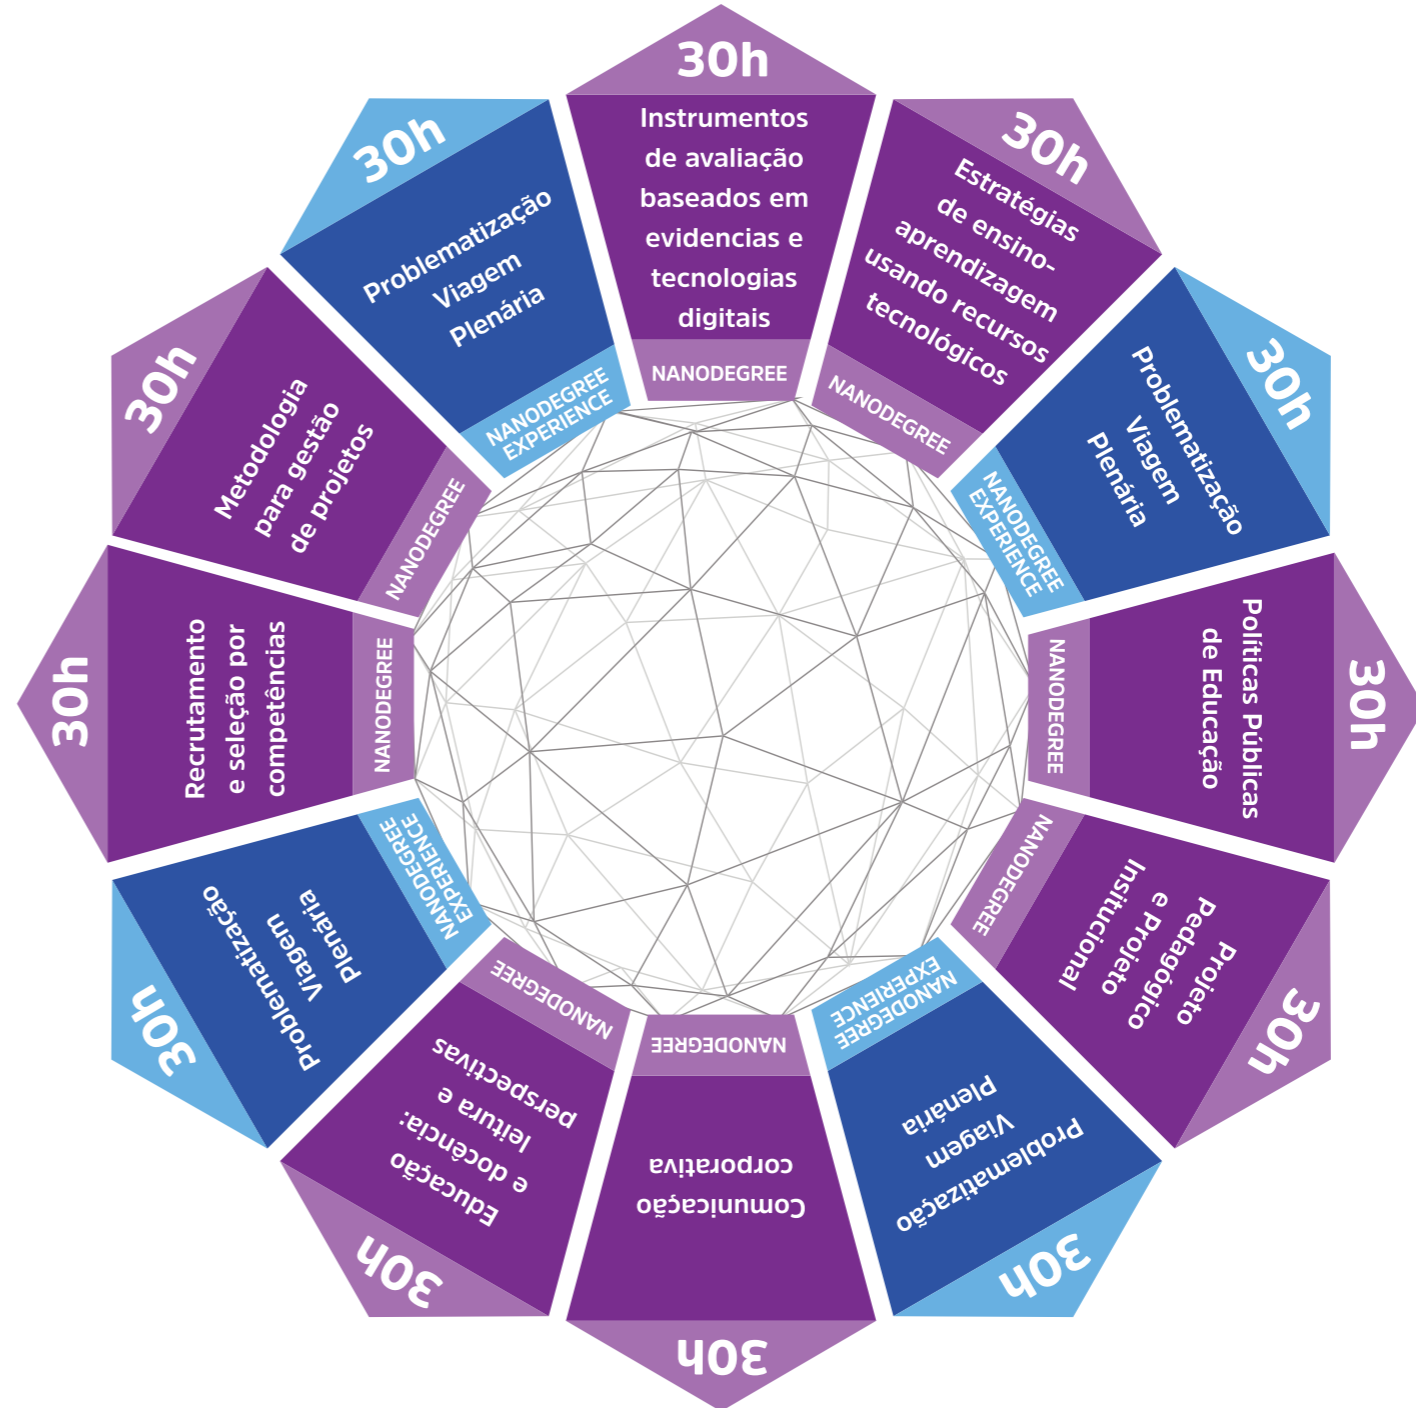 30h
Instrumentos
de avaliação
baseados em
evidencias e
tecnologias
digitais
NANODEGREE
30h
Estratégias
de ensino-
aprendizagem
usando recursos
tecnológicos
NANODEGREE
30h
Problematização
Viagem
Plenária
NANODEGREE
EXPERIENCE
30h
Políticas Públicas
de Educação
NANODEGREE
30h
Projeto
Pedagógico
e Projeto
Insitucional
NANODEGREE
30h
Problematização
Viagem
Plenária
NANODEGREE
EXPERIENCE
30h
Comunicação
corporativa
NANODEGREE
30h
Educação
e docência:
leitura e
perspectivas
NANODEGREE
30h
Problematização
Viagem
Plenária
NANODEGREE
EXPERIENCE
30h
Recrutamento
e seleção por
competências
NANODEGREE
30h
Metodologia
para gestão
de projetos
NANODEGREE
30h
Problematização
Viagem
Plenária
NANODEGREE
EXPERIENCE